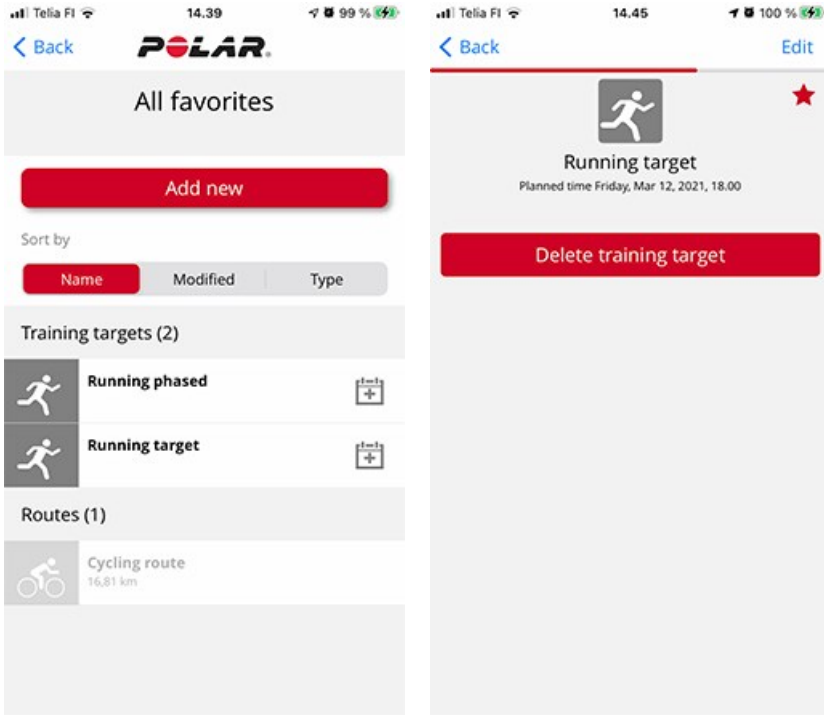 Telia FI 14.39 99 %
Back POLAR.
All favorites
Add new
Sort by
Name Modified Type
Training targets (2)
Running phased
Running target
Routes (1)
Cycling route
16,81 km
Telia FI 14.45 100 %
Back Edit
Running target
Planned time Friday, Mar 12, 2021, 18.00
Delete training target